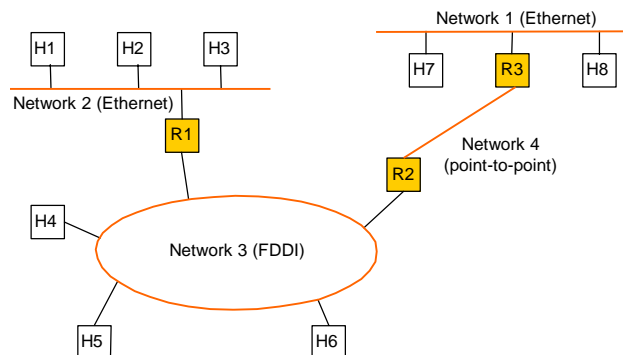 Network 1 (Ethernet)
H1
H2
H3
H7
R3
H8
Network 2 (Ethernet)
R1
Network 4
(point-to-point)
R2
H4
Network 3 (FDDI)
H5
H6